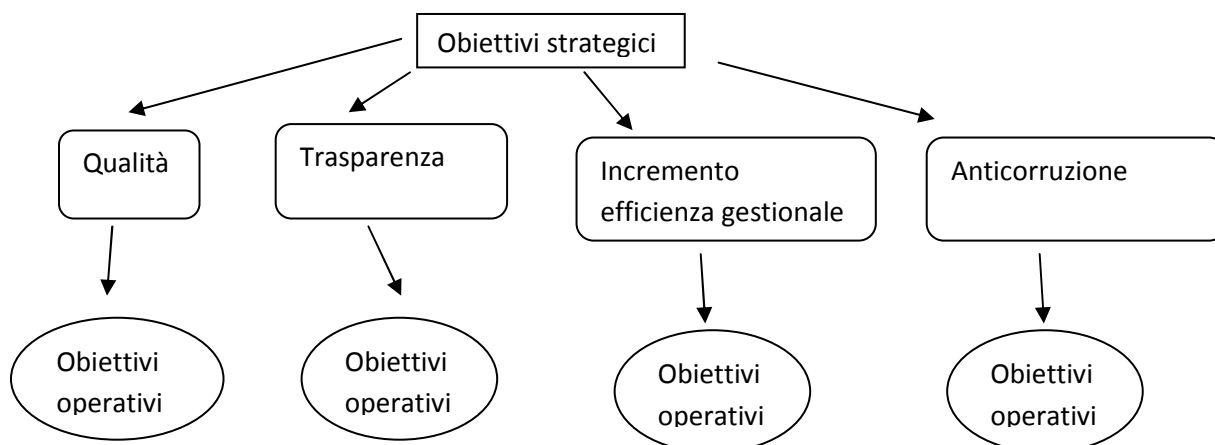 Obiettivi strategici
Qualità
Trasparenza
Incremento
efficienza gestionale
Anticorruzione
Obiettivi
operativi
Obiettivi
operativi
Obiettivi
operativi
Obiettivi
operativi